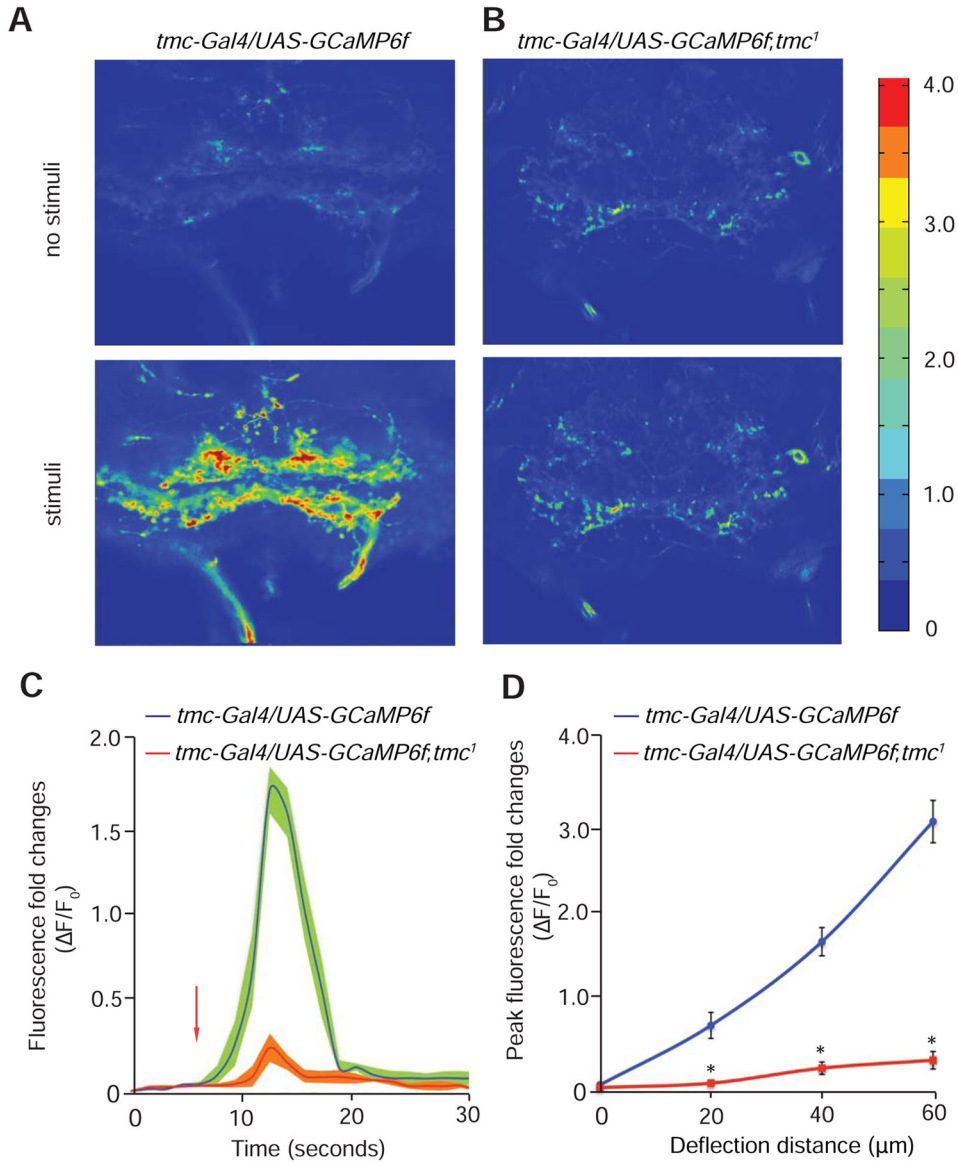 A
tmc-Gal4/UAS-GCaMP6f
B
tmc-Gal4/UAS-GCaMP6f;tmc¹
no stimuli
stimuli
4.0
3.0
2.0
1.0
0
C
tmc-Gal4/UAS-GCaMP6f
tmc-Gal4/UAS-GCaMP6f;tmc¹
Fluorescence fold changes
(ΔF/F₀)
2.0
1.5
1.0
0.5
0
0
10
20
30
Time (seconds)
D
tmc-Gal4/UAS-GCaMP6f
tmc-Gal4/UAS-GCaMP6f;tmc¹
Peak fluorescence fold changes
(ΔF/F₀)
4.0
3.0
2.0
1.0
0
*
*
*
0
20
40
60
Deflection distance (μm)